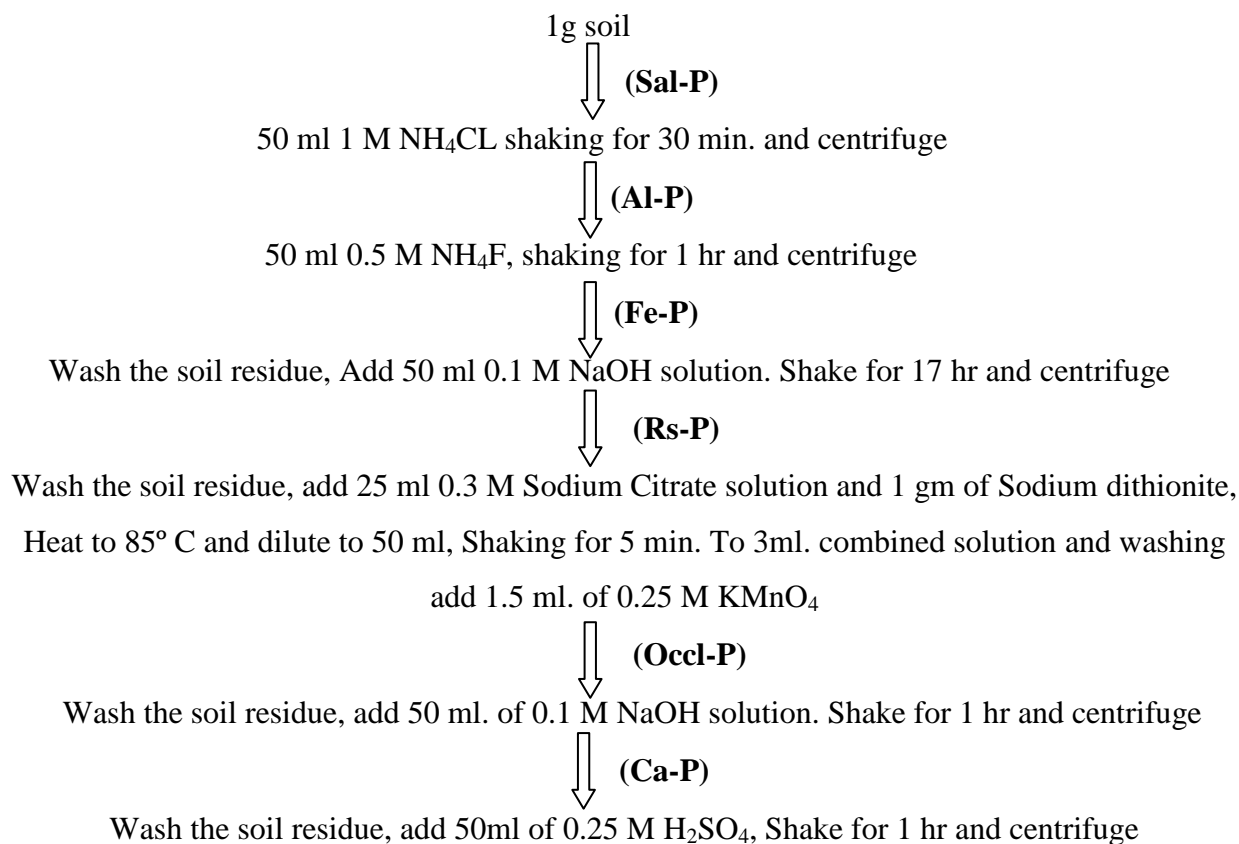 1g soil
(Sal-P)
50 ml 1 M NH₄CL shaking for 30 min. and centrifuge
(Al-P)
50 ml 0.5 M NH₄F, shaking for 1 hr and centrifuge
(Fe-P)
Wash the soil residue, Add 50 ml 0.1 M NaOH solution. Shake for 17 hr and centrifuge
(Rs-P)
Wash the soil residue, add 25 ml 0.3 M Sodium Citrate solution and 1 gm of Sodium dithionite,
Heat to 85º C and dilute to 50 ml, Shaking for 5 min. To 3ml. combined solution and washing
add 1.5 ml. of 0.25 M KMnO₄
(Occl-P)
Wash the soil residue, add 50 ml. of 0.1 M NaOH solution. Shake for 1 hr and centrifuge
(Ca-P)
Wash the soil residue, add 50ml of 0.25 M H₂SO₄, Shake for 1 hr and centrifuge